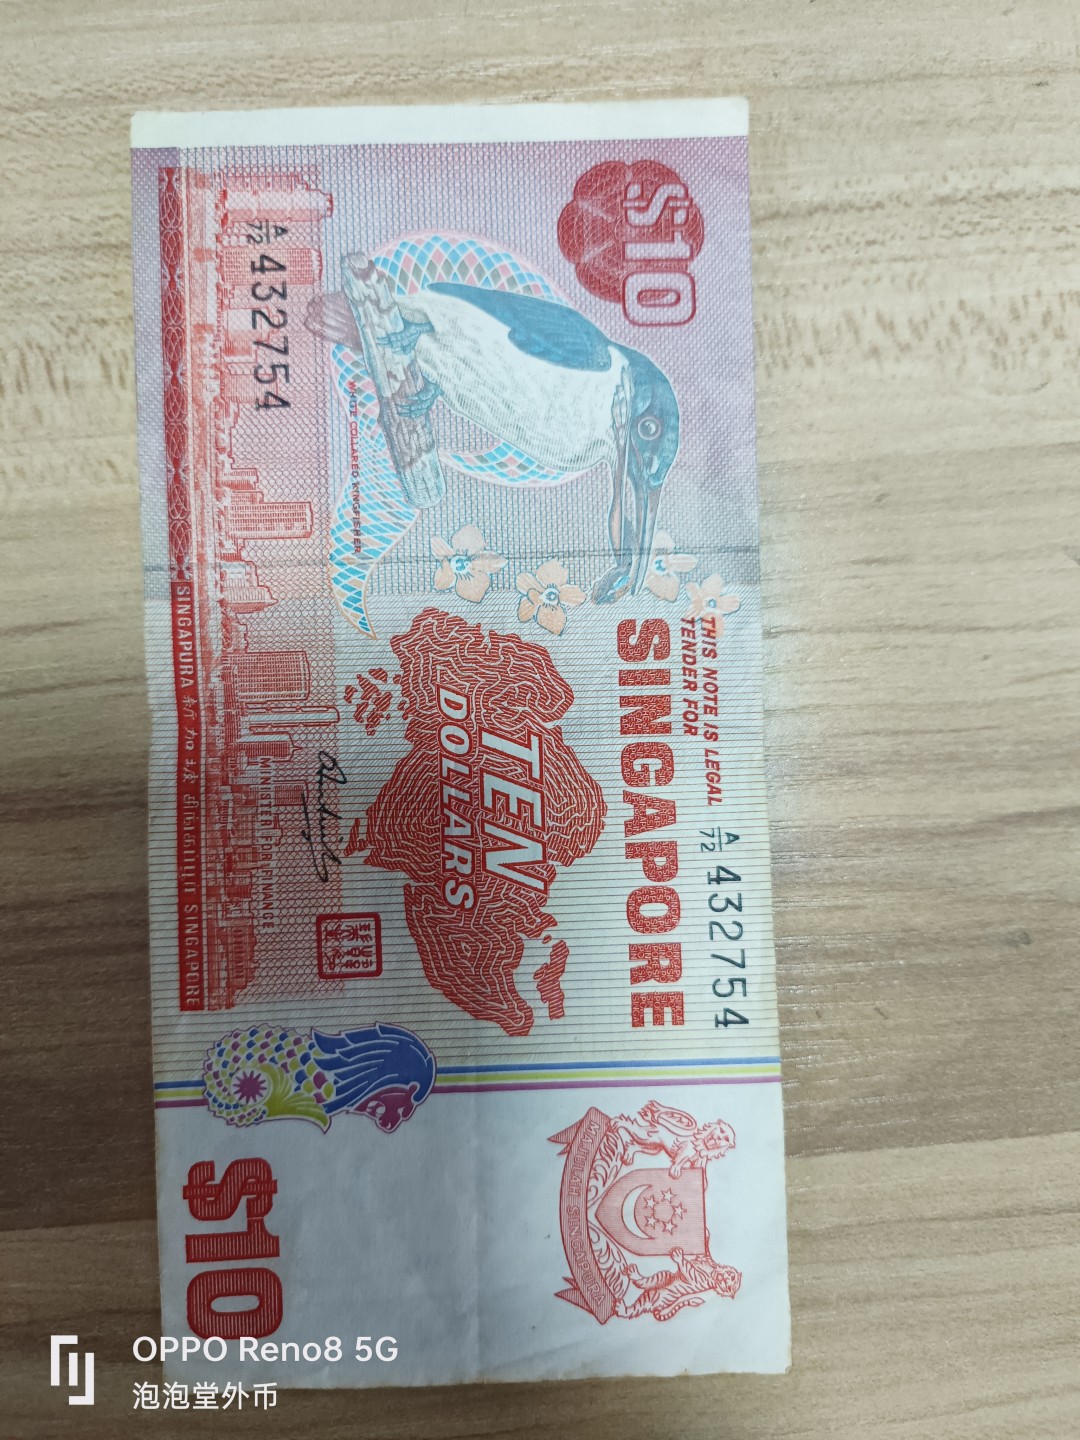 $10
THIS NOTE IS LEGAL
TENDER FOR
A/72 432754
SINGAPORE
TEN
DOLLARS
WHITE COLLARED KINGFISHER
A/72 432754
MINISTER FOR FINANCE
SINGAPURA 新加坡 சிங்கப்பூர் SINGAPORE
MAJULAH SINGAPURA
$10
OPPO Reno8 5G
泡泡堂外币